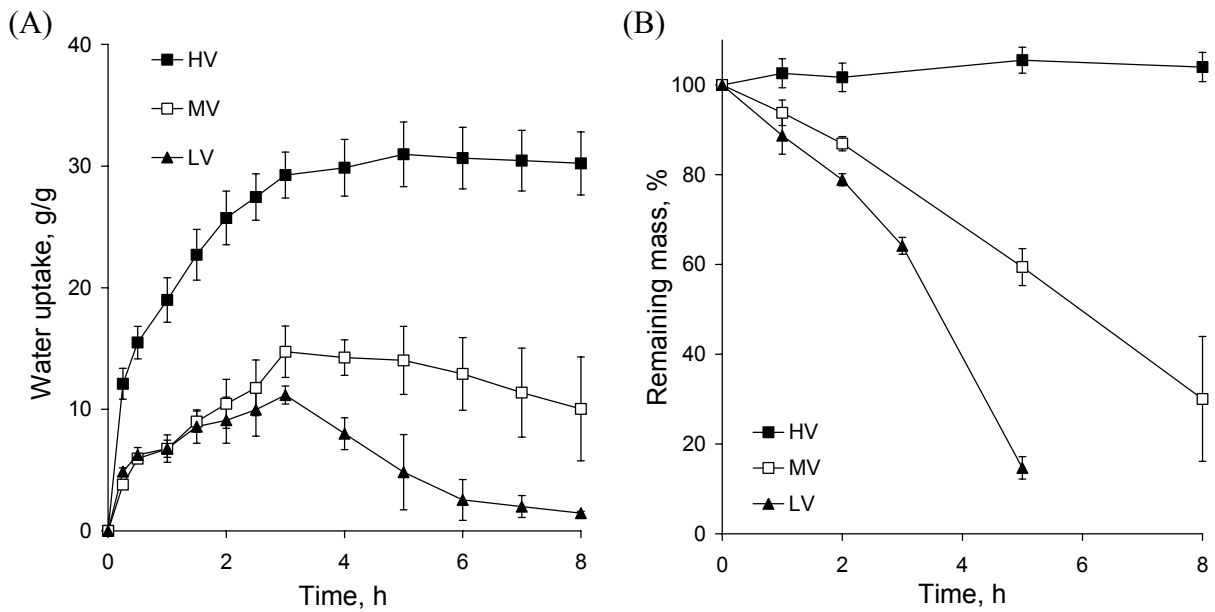 (A)
Water uptake, g/g
40
30
20
10
0
HV
MV
LV
0 2 4 6 8
Time, h
(B)
Remaining mass, %
100
80
60
40
20
0
HV
MV
LV
0 2 4 6 8
Time, h